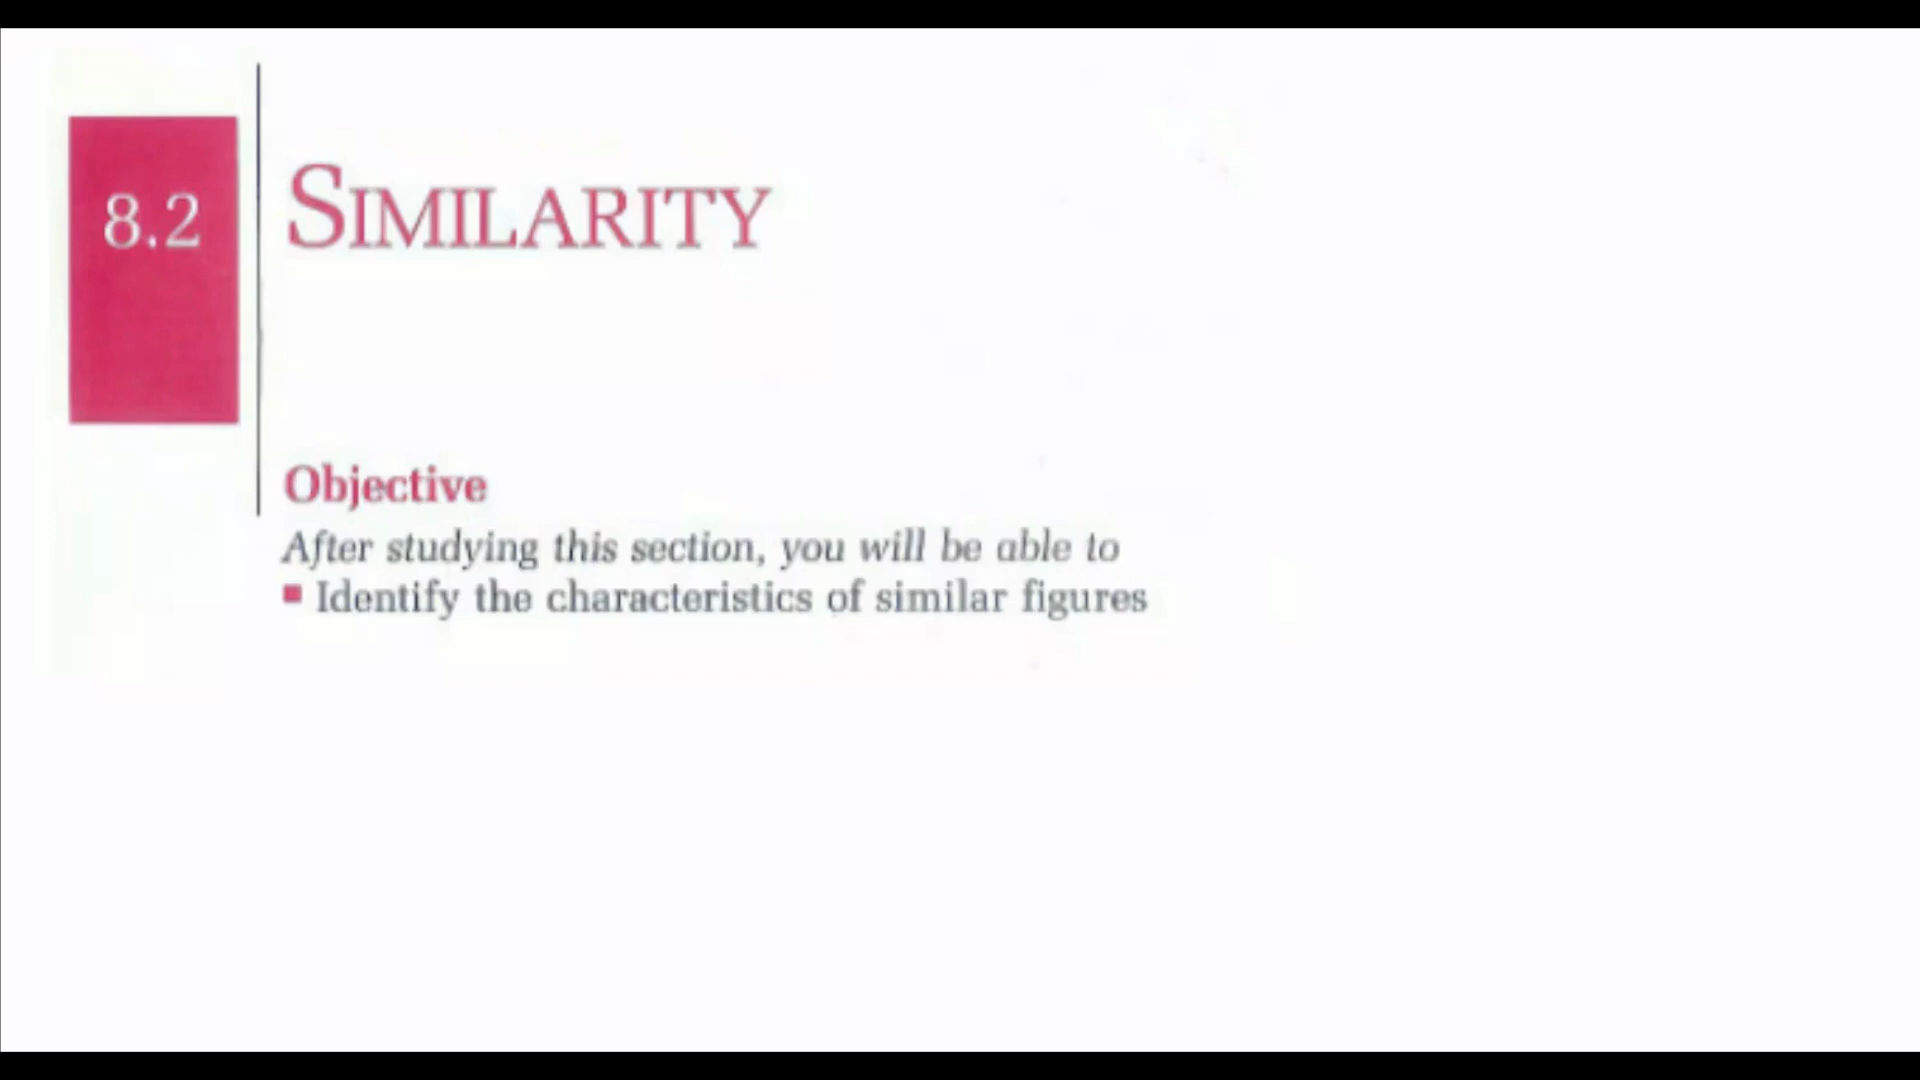 8.2
SIMILARITY
Objective
After studying this section, you will be able to
▪ Identify the characteristics of similar figures